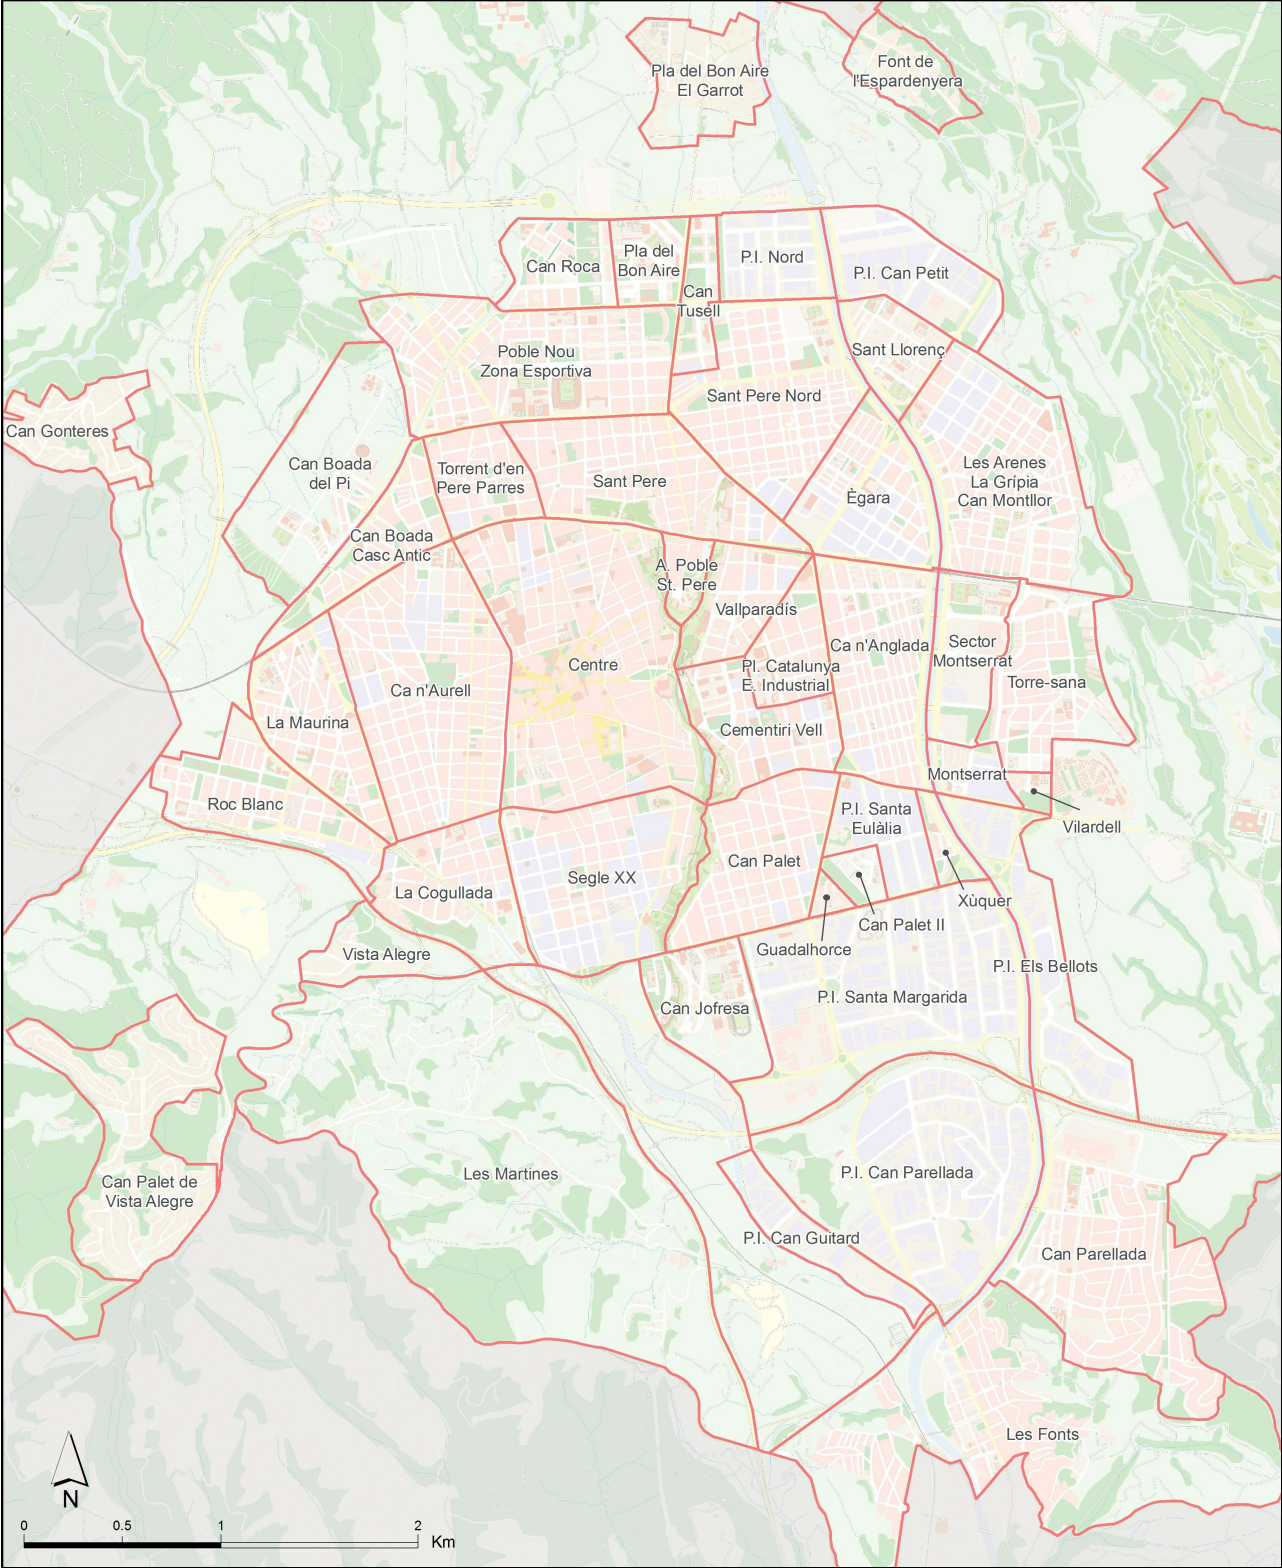 Pla del Bon Aire
El Garrot
Font de
l'Espardenyera
Can Roca
Pla del
Bon Aire
P.I. Nord
P.I. Can Petit
Can
Tusell
Poble Nou
Zona Esportiva
Sant Llorenç
Sant Pere Nord
Can Gonteres
Can Boada
del Pi
Torrent d'en
Pere Parres
Sant Pere
Ègara
Les Arenes
La Grípia
Can Montllor
Can Boada
Casc Antic
A. Poble
St. Pere
Vallparadís
Centre
Ca n'Anglada
Sector
Montserrat
Pl. Catalunya
E. Industrial
Torre-sana
Ca n'Aurell
La Maurina
Cementiri Vell
Montserrat
Roc Blanc
P.I. Santa
Eulàlia
Vilardell
Can Palet
Segle XX
La Cogullada
Xùquer
Can Palet II
Guadalhorce
Vista Alegre
P.I. Els Bellots
P.I. Santa Margarida
Can Jofresa
Les Martines
P.I. Can Parellada
Can Palet de
Vista Alegre
P.I. Can Guitard
Can Parellada
Les Fonts
N
0 0.5 1 2
Km